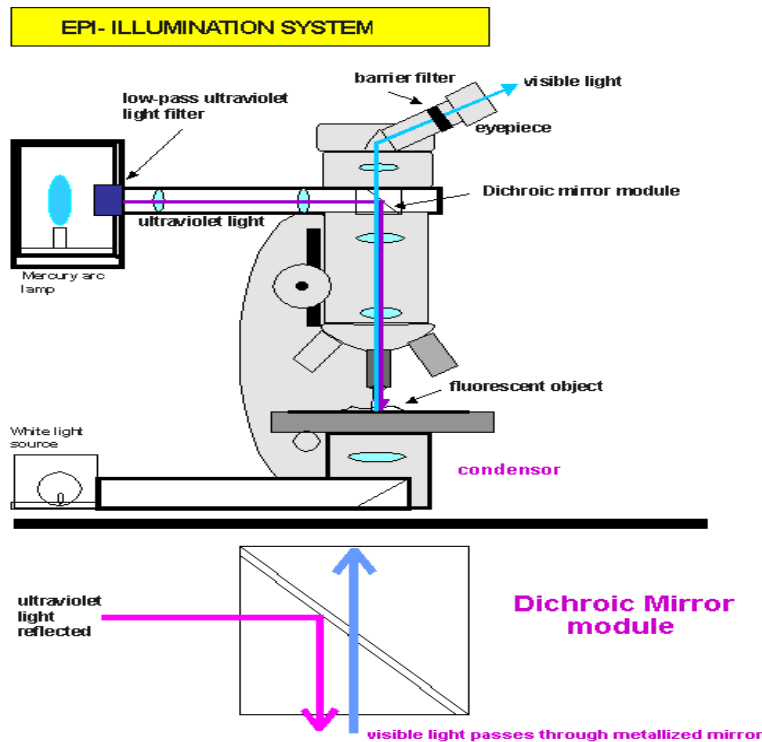 EPI- ILLUMINATION SYSTEM
barrier filter
visible light
low-pass ultraviolet
light filter
eyepiece
Dichroic mirror module
ultraviolet light
Mercury arc
lamp
fluorescent object
White light
source
condensor
ultraviolet
light
reflected
Dichroic Mirror
module
visible light passes through metallized mirror